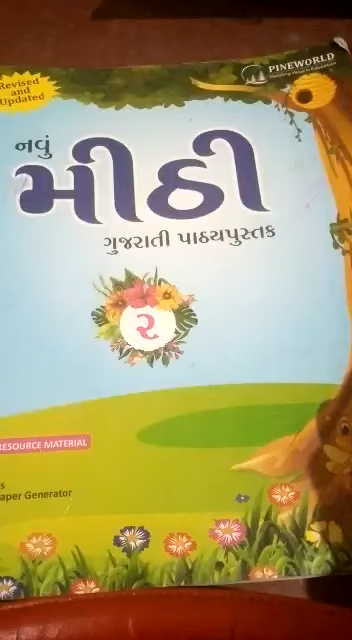 Revised
and
Updated
PINEWORLD
નવું
મીઠી
ગુજરાતી પાઠ્યપુસ્તક
૨
RESOURCE MATERIAL
aper Generator